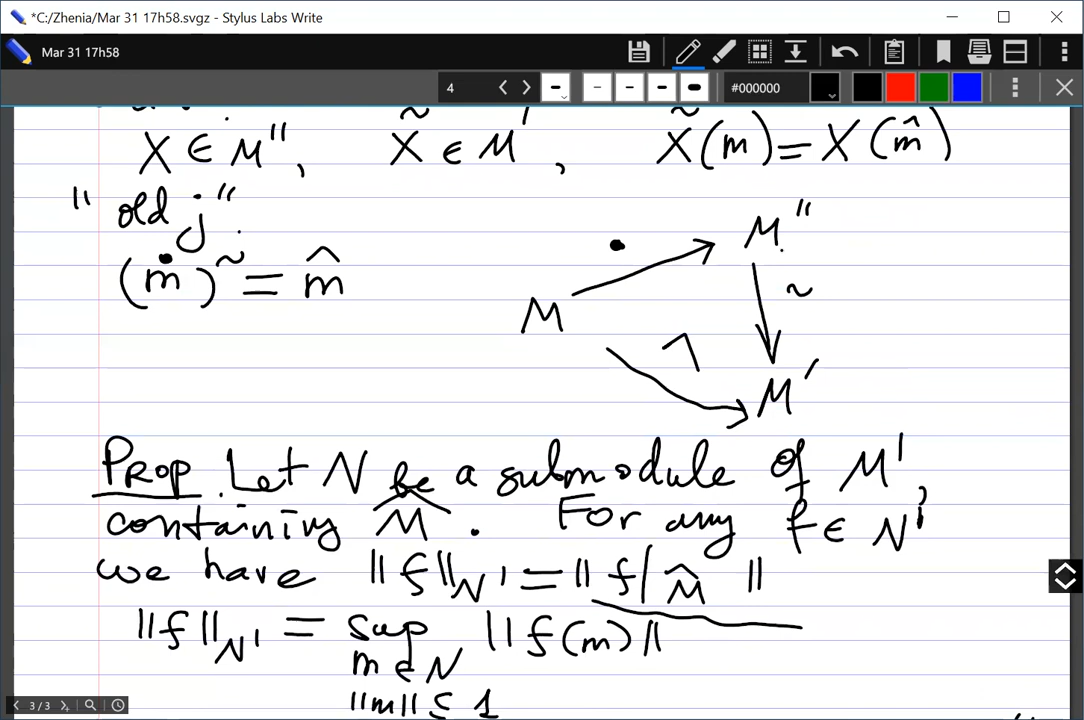 *C:/Zhenia/Mar 31 17h58.svgz - Stylus Labs Write
Mar 31 17h58
4
#000000
X ∈ M'', X̃ ∈ M', X̃(m) = X(m̂)
"old j".
(ṁ)~ = m̂
• M''
~
M
^
M'
Prop. Let N be a submodule of M',
containing M̂. For any f ∈ N'
we have ||f||N' = ||f|M̂||
||f||N' = sup ||f(m)||
m ∈ N
||m|| ≤ 1
3/3